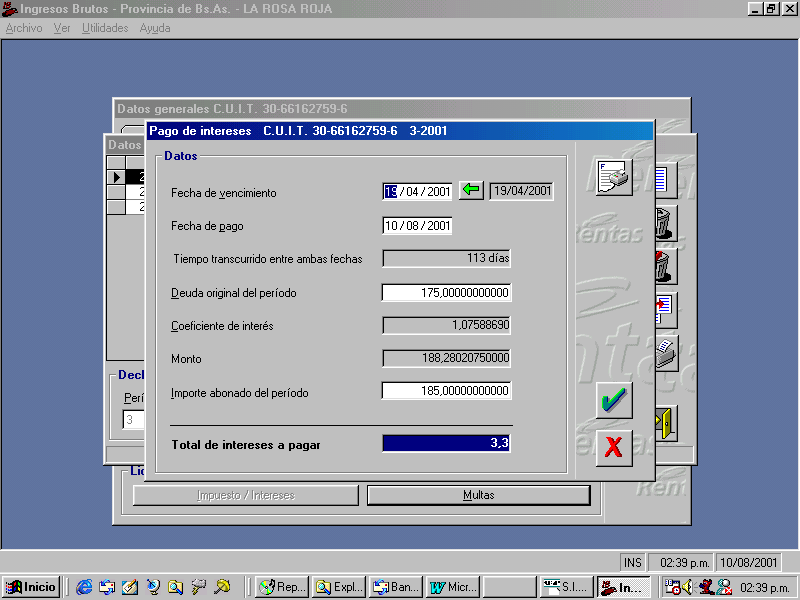 Ingresos Brutos - Provincia de Bs.As. - LA ROSA ROJA
Archivo Ver Utilidades Ayuda
Datos generales C.U.I.T. 30-66162759-6
Datos
Pago de intereses C.U.I.T. 30-66162759-6 3-2001
Datos
Fecha de vencimiento 19/04/2001 19/04/2001
Fecha de pago 10/08/2001
Tiempo transcurrido entre ambas fechas 113 días
Deuda original del período 175,00000000000
Coeficiente de interés 1,07588690
Monto 188,28020750000
Importe abonado del período 185,00000000000
Total de intereses a pagar 3,3
2
2
2
Decl
Perí
3
Rentas
Rentas
Impuesto / Intereses Multas
INS 02:39 p.m. 10/08/2001
Inicio Rep... Expl... Ban... Micr... S.I.... In... 02:39 p.m.